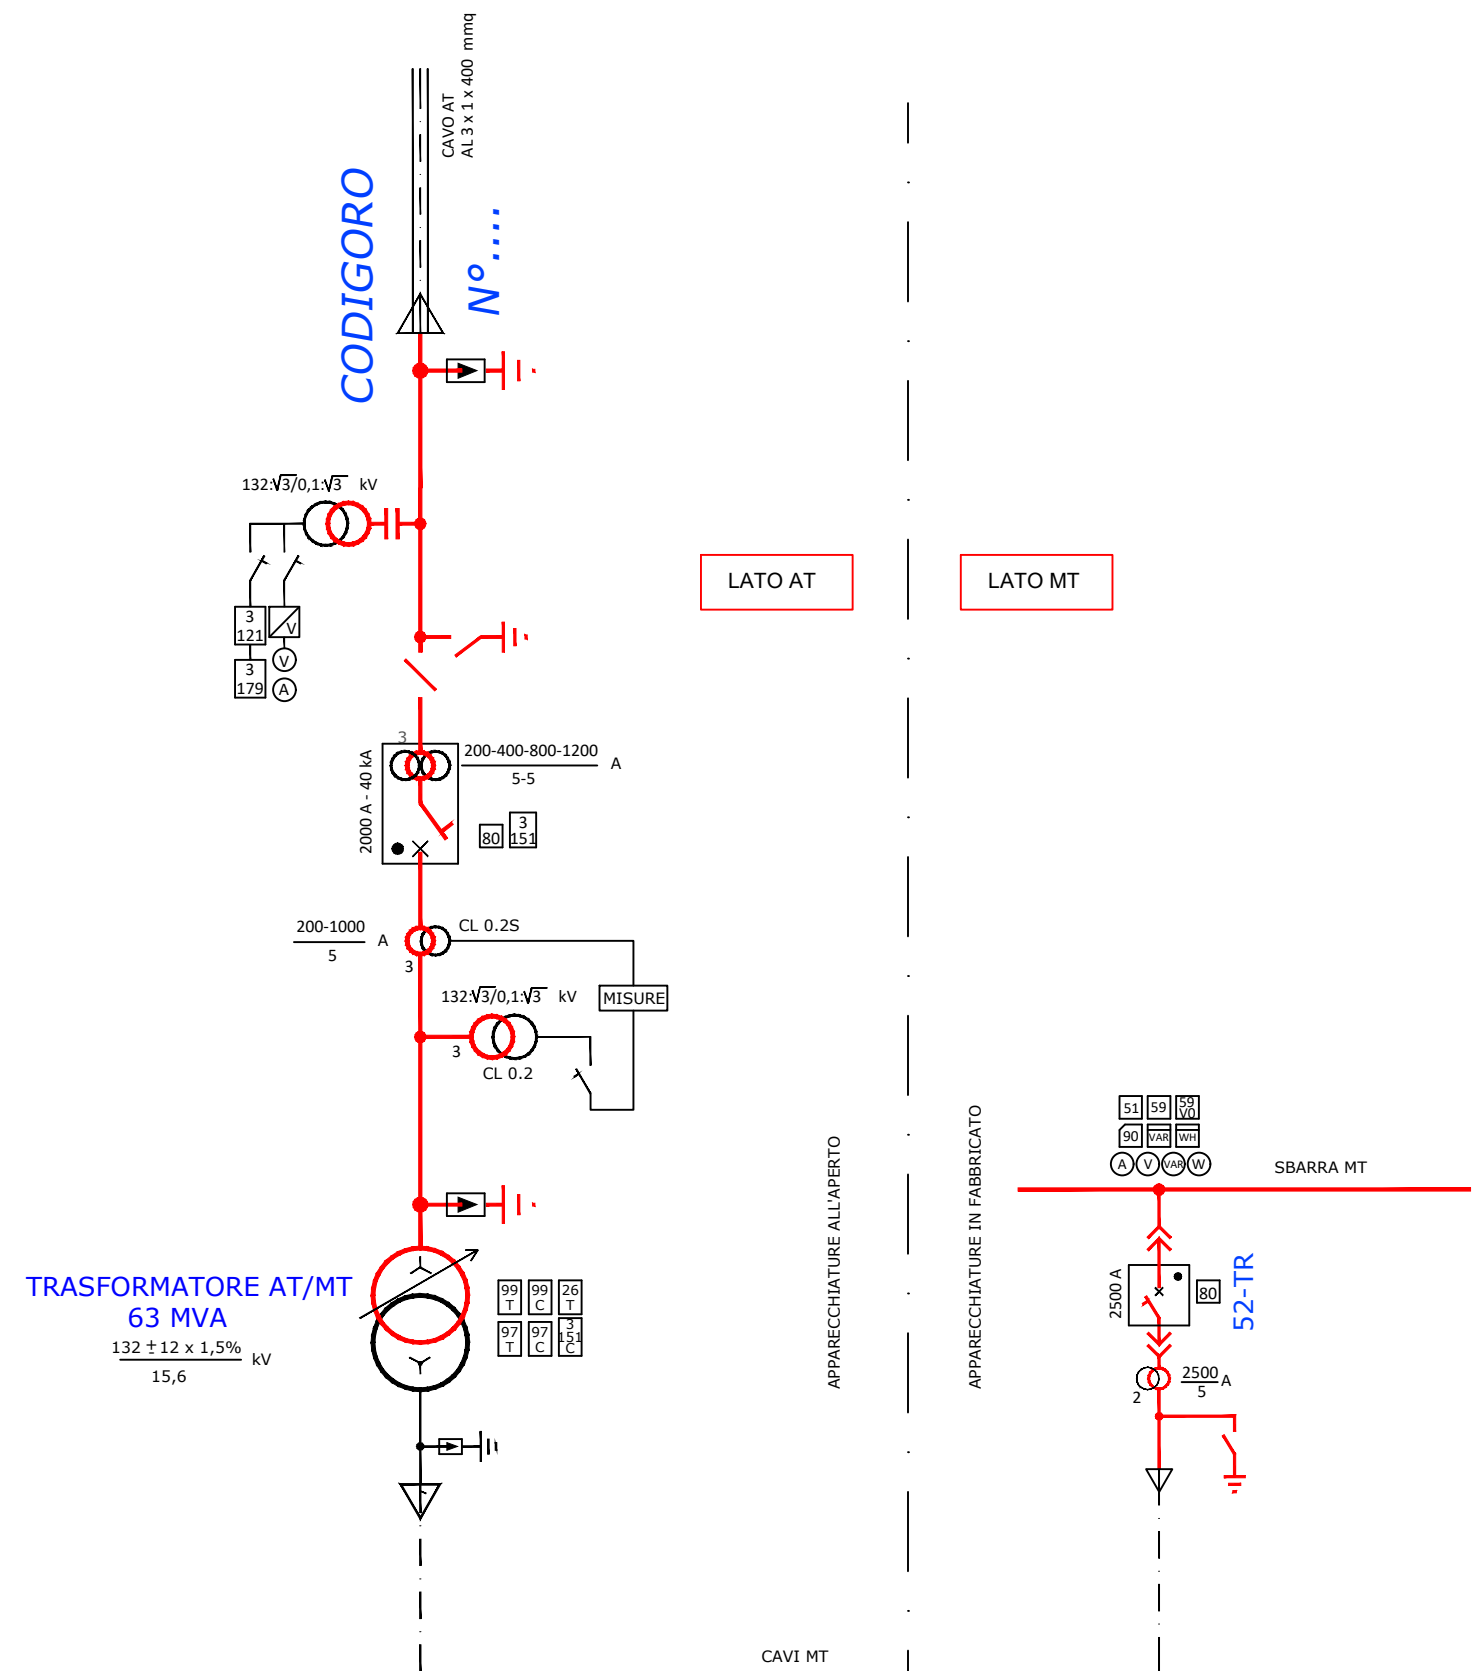 CAVO AT
AL 3 x 1 x 400 mmq
CODIGORO
N°....
132:√3/0,1:√3 kV
3
121
V
3
179
V
A
LATO AT
LATO MT
3
2000 A - 40 kA
200-400-800-1200
5-5
A
80
3
151
200-1000
5
A
CL 0.2S
3
132:√3/0,1:√3 kV
MISURE
3
CL 0.2
APPARECCHIATURE ALL'APERTO
APPARECCHIATURE IN FABBRICATO
51
59
59
V0
90
VAR
WH
A
V
VAR
W
SBARRA MT
TRASFORMATORE AT/MT
63 MVA
132 ± 12 x 1,5%
15,6
kV
99
T
99
C
26
T
97
T
97
C
3
151
C
2500 A
80
52-TR
2500
5
A
2
CAVI MT